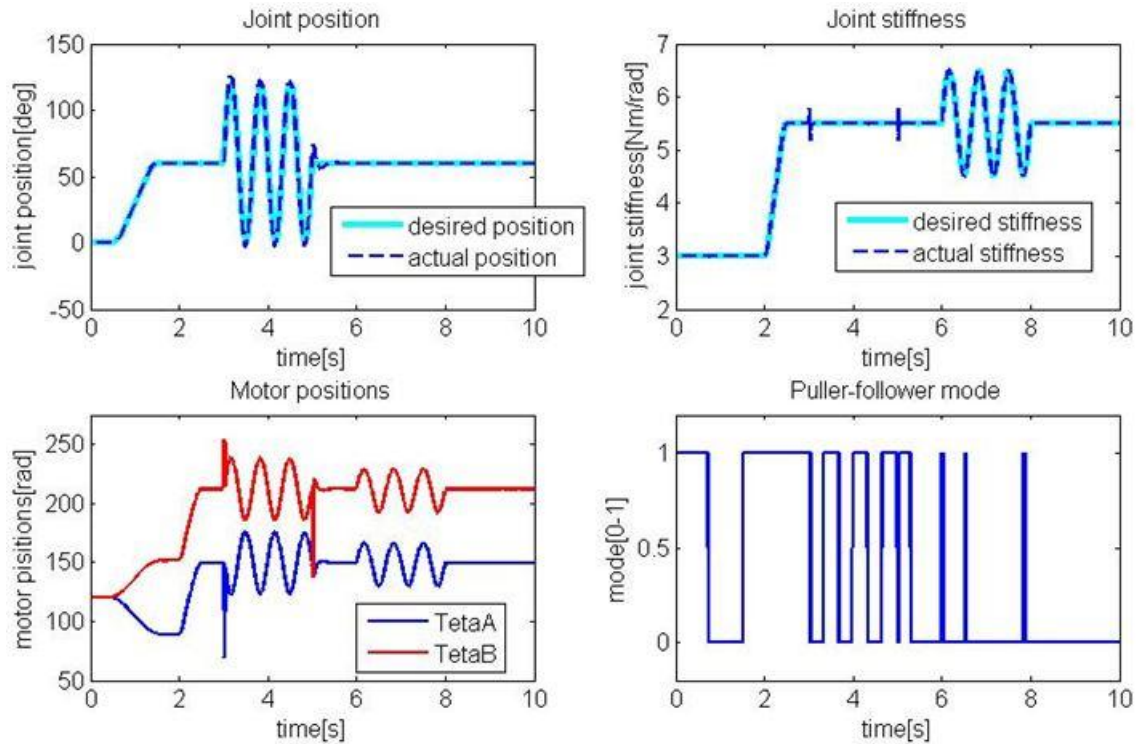 Joint position
150
100
50
0
-50
joint position[deg]
desired position
actual position
0 2 4 6 8 10
time[s]
Joint stiffness
7
6
5
4
3
2
joint stiffness[Nm/rad]
desired stiffness
actual stiffness
0 2 4 6 8 10
time[s]
Motor positions
250
200
150
100
50
motor pisitions[rad]
TetaA
TetaB
0 2 4 6 8 10
time[s]
Puller-follower mode
1
0.5
0
mode[0-1]
0 2 4 6 8 10
time[s]